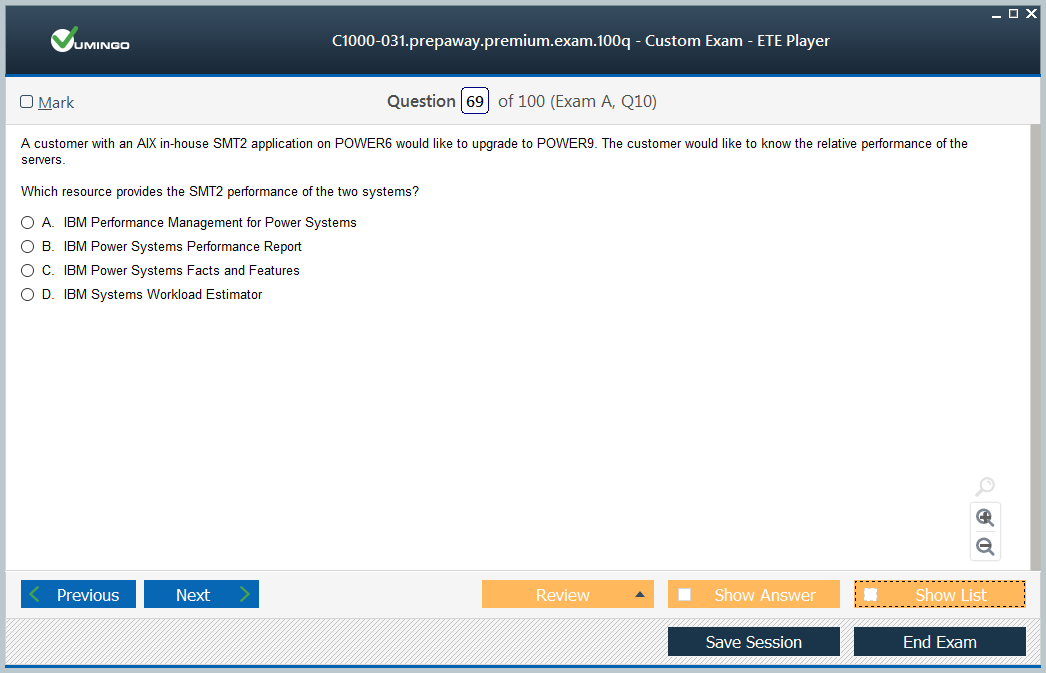 VUMINGO
C1000-031.prepaway.premium.exam.100q - Custom Exam - ETE Player
Mark
Question 69 of 100 (Exam A, Q10)
A customer with an AIX in-house SMT2 application on POWER6 would like to upgrade to POWER9. The customer would like to know the relative performance of the
servers.
Which resource provides the SMT2 performance of the two systems?
A. IBM Performance Management for Power Systems
B. IBM Power Systems Performance Report
C. IBM Power Systems Facts and Features
D. IBM Systems Workload Estimator
Previous
Next
Review
Show Answer
Show List
Save Session
End Exam